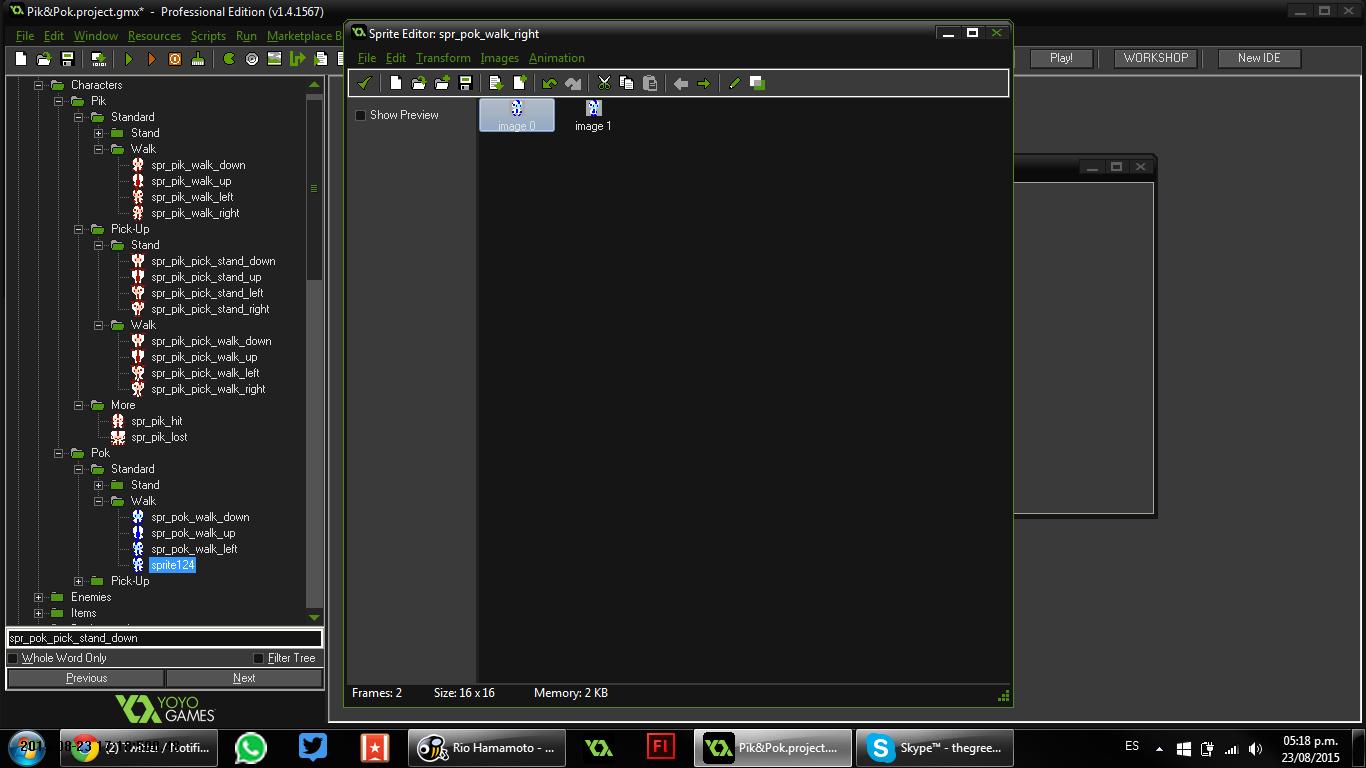 Pik&Pok.project.gmx* - Professional Edition (v1.4.1567)
File Edit Window Resources Scripts Run Marketplace B
Play! WORKSHOP New IDE
Characters
Pik
Standard
Stand
Walk
spr_pik_walk_down
spr_pik_walk_up
spr_pik_walk_left
spr_pik_walk_right
Pick-Up
Stand
spr_pik_pick_stand_down
spr_pik_pick_stand_up
spr_pik_pick_stand_left
spr_pik_pick_stand_right
Walk
spr_pik_pick_walk_down
spr_pik_pick_walk_up
spr_pik_pick_walk_left
spr_pik_pick_walk_right
More
spr_pik_hit
spr_pik_lost
Pok
Standard
Stand
Walk
spr_pok_walk_down
spr_pok_walk_up
spr_pok_walk_left
sprite124
Pick-Up
Enemies
Items
spr_pok_pick_stand_down
Whole Word Only Filter Tree
Previous Next
YOYO
GAMES
Sprite Editor: spr_pok_walk_right
File Edit Transform Images Animation
Show Preview
image 0 image 1
Frames: 2 Size: 16 x 16 Memory: 2 KB
(2) Twitter / Notifi...
Rio Hamamoto - ...
Fl
Pik&Pok.project....
Skype™ - thegree...
ES
05:18 p.m.
23/08/2015